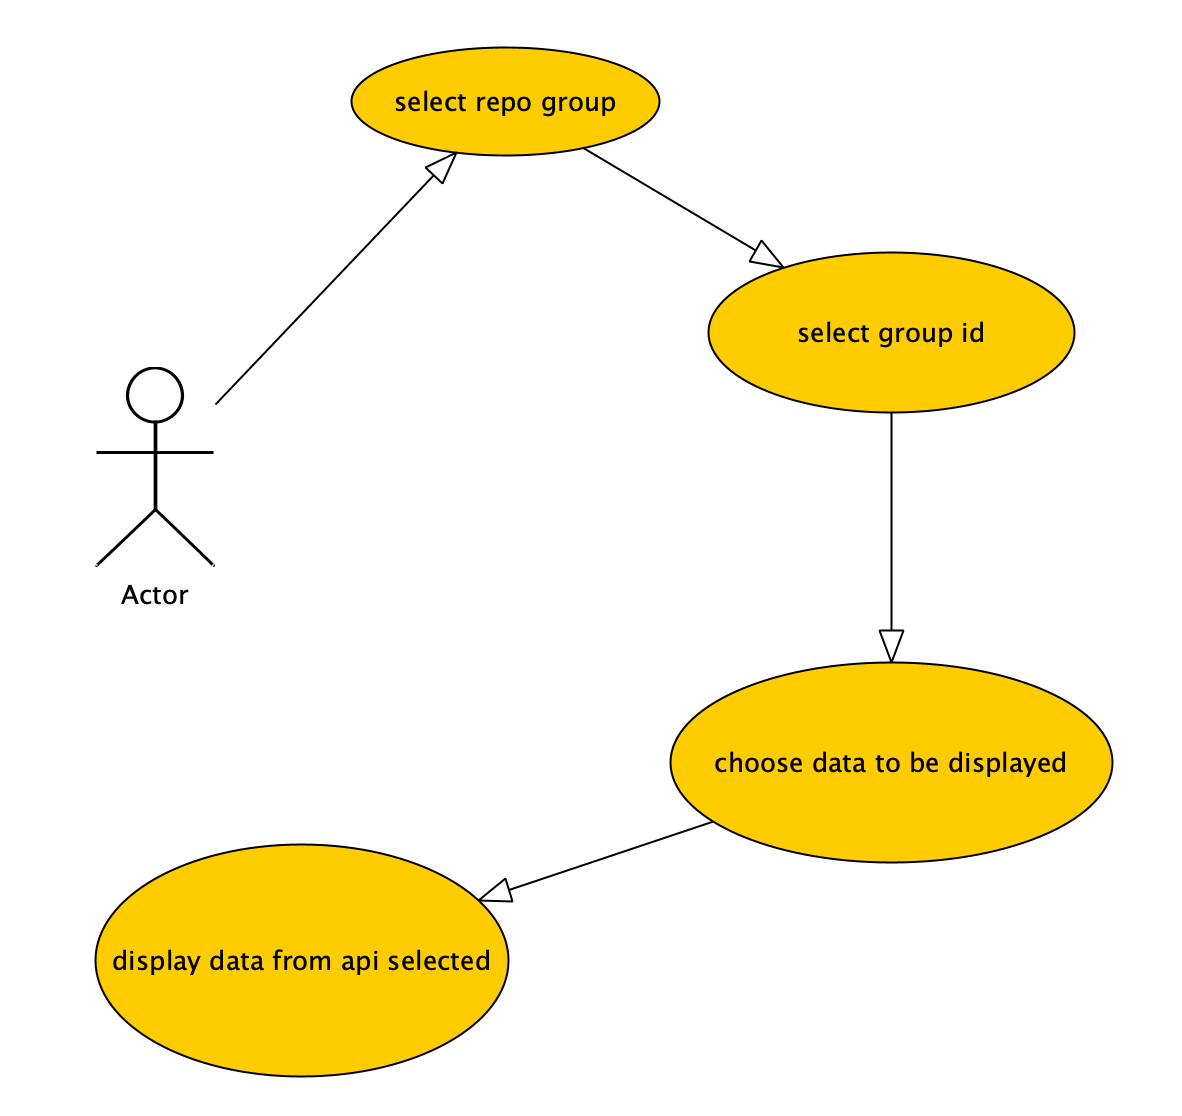 select repo group
select group id
Actor
choose data to be displayed
display data from api selected